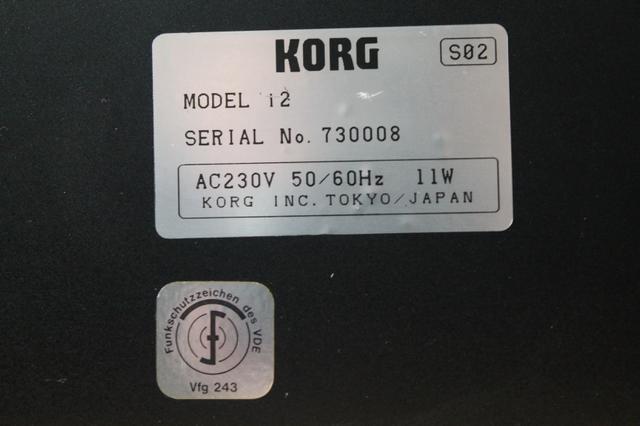 KORG
S02
MODEL i2
SERIAL No. 730008
AC230V 50/60Hz 11W
KORG INC. TOKYO/JAPAN
Funkschutzzeichen des VDE
Vfg 243